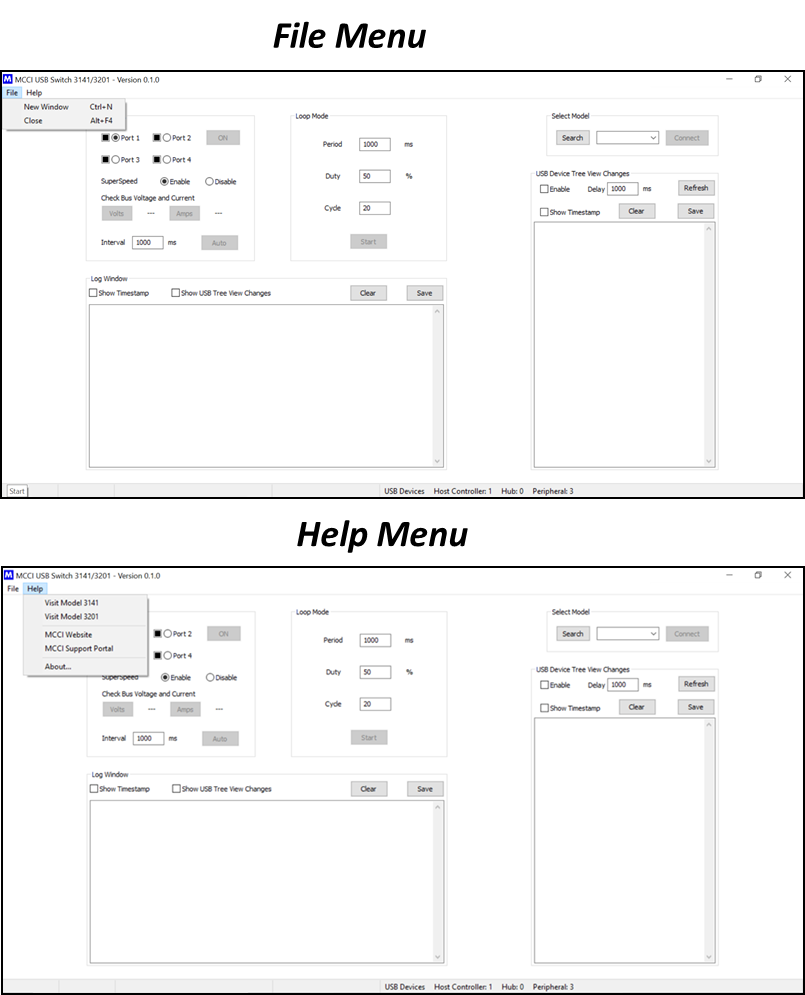 File Menu
M MCCI USB Switch 3141/3201 - Version 0.1.0
File Help
New Window Ctrl+N
Close Alt+F4
Port 1 Port 2 ON
Port 3 Port 4
SuperSpeed Enable Disable
Check Bus Voltage and Current
Volts --- Amps ---
Interval 1000 ms Auto
Loop Mode
Period 1000 ms
Duty 50 %
Cycle 20
Start
Select Model
Search Connect
USB Device Tree View Changes
Enable Delay 1000 ms Refresh
Show Timestamp Clear Save
Log Window
Show Timestamp Show USB Tree View Changes Clear Save
Start USB Devices Host Controller: 1 Hub: 0 Peripheral: 3
Help Menu
M MCCI USB Switch 3141/3201 - Version 0.1.0
File Help
Visit Model 3141
Visit Model 3201
MCCI Website
MCCI Support Portal
About...
Port 2 ON
Port 4
SuperSpeed Enable Disable
Check Bus Voltage and Current
Volts --- Amps ---
Interval 1000 ms Auto
Loop Mode
Period 1000 ms
Duty 50 %
Cycle 20
Start
Select Model
Search Connect
USB Device Tree View Changes
Enable Delay 1000 ms Refresh
Show Timestamp Clear Save
Log Window
Show Timestamp Show USB Tree View Changes Clear Save
USB Devices Host Controller: 1 Hub: 0 Peripheral: 3